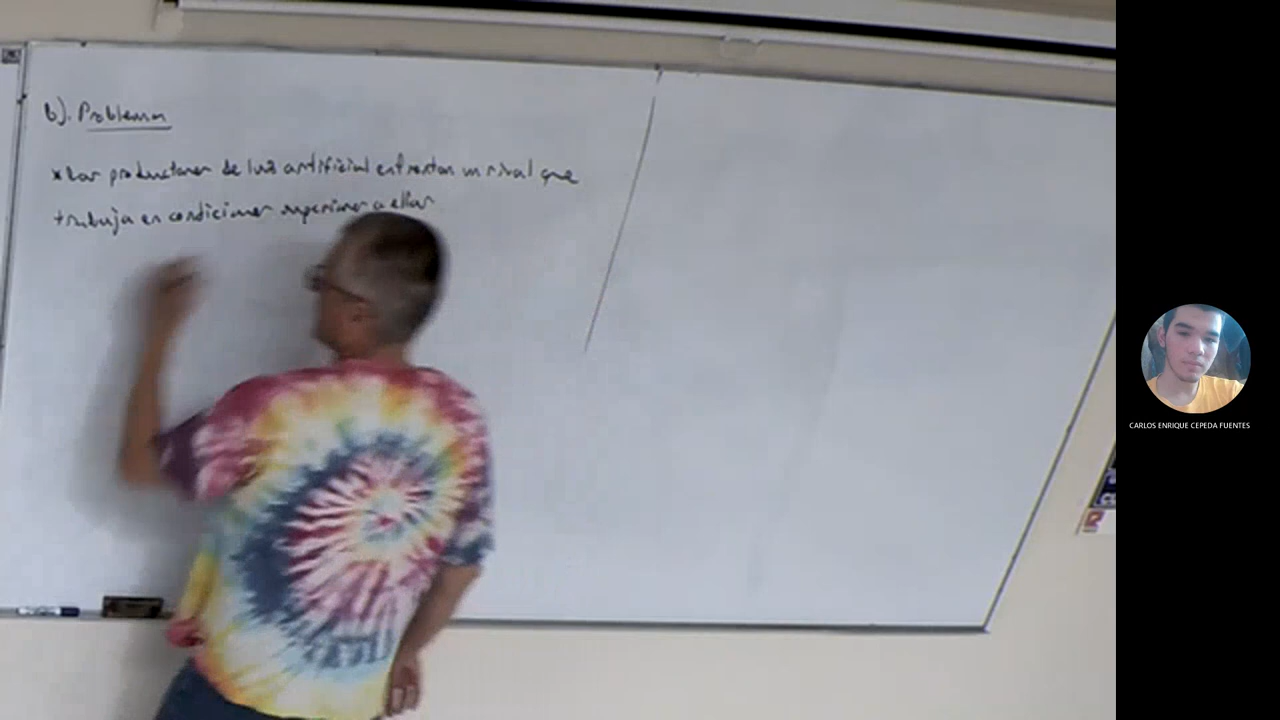 b). Problema
* Los productores de luz artificial enfrentan un rival que
trabaja en condiciones superiores a ellos
CARLOS ENRIQUE CEPEDA FUENTES